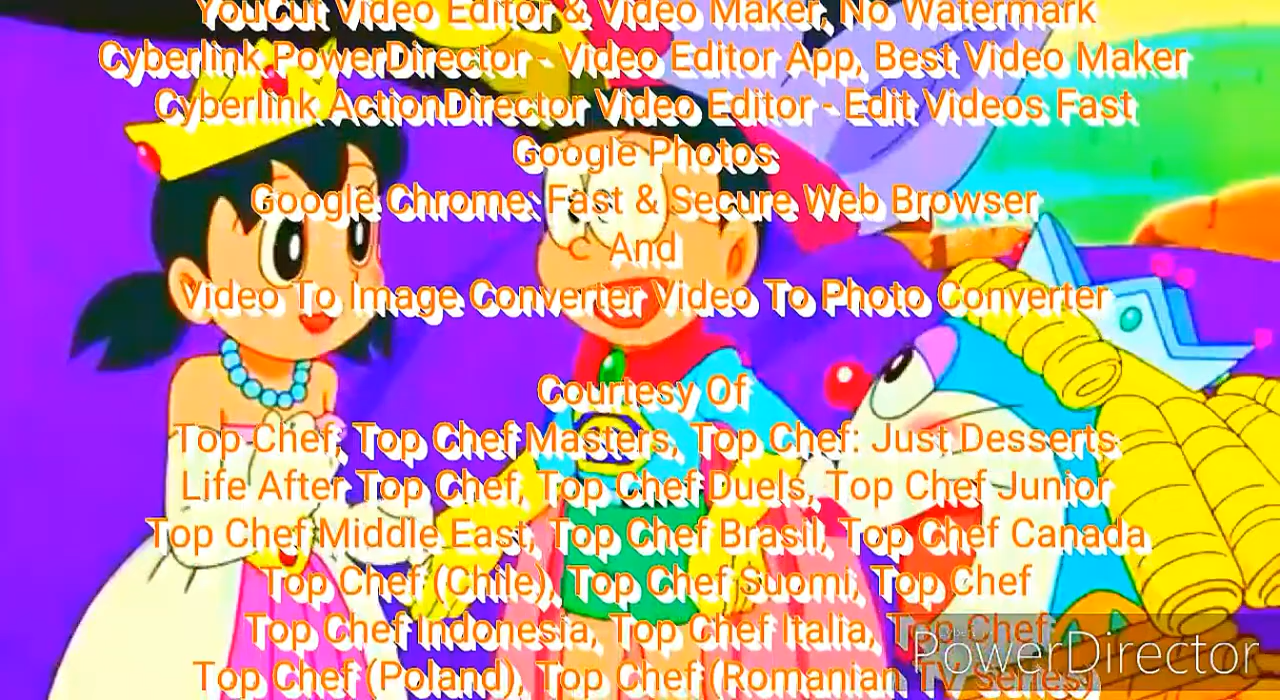 YouCut Video Editor & Video Maker, No Watermark
Cyberlink PowerDirector - Video Editor App, Best Video Maker
Cyberlink ActionDirector Video Editor - Edit Videos Fast
Google Photos
Google Chrome: Fast & Secure Web Browser
And
Video To Image Converter Video To Photo Converter
Courtesy Of
Top Chef, Top Chef Masters, Top Chef: Just Desserts
Life After Top Chef, Top Chef Duels, Top Chef Junior
Top Chef Middle East, Top Chef Brasil, Top Chef Canada
Top Chef (Chile), Top Chef Suomi, Top Chef
Top Chef Indonesia, Top Chef Italia, Top Chef
Top Chef (Poland), Top Chef (Romanian TV Series)
PowerDirector